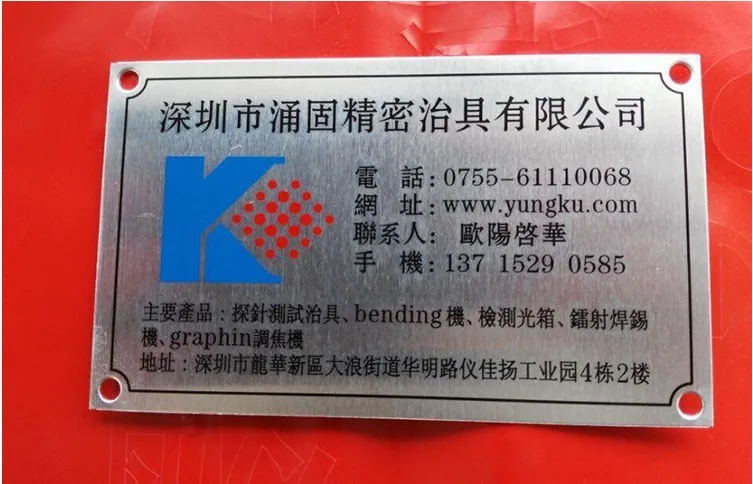 深圳市涌固精密治具有限公司
電 話: 0755-61110068
網 址: www.yungku.com
聯系人: 歐陽啓華
手 機: 137 1529 0585
主要產品: 探針測試治具、bending機、檢測光箱、鐳射焊錫
機、graphin調焦機
地址: 深圳市龍華新區大浪街道华明路仪佳扬工业园4栋2楼